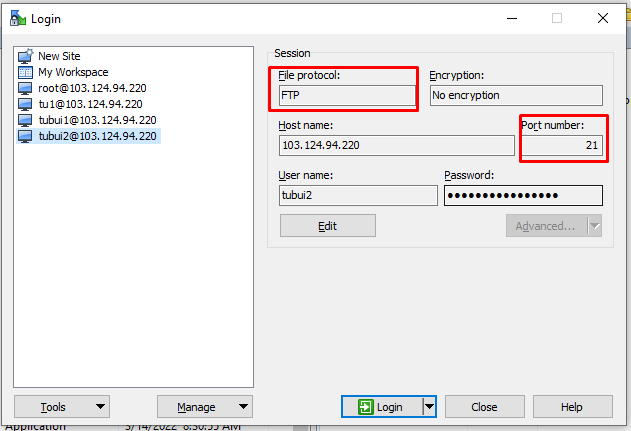 Login
New Site
My Workspace
root@103.124.94.220
tu1@103.124.94.220
tubui1@103.124.94.220
tubui2@103.124.94.220
Session
File protocol: Encryption:
FTP No encryption
Host name: Port number:
103.124.94.220 21
User name: Password:
tubui2 ••••••••••••••••
Edit Advanced...
Tools Manage Login Close Help
Application 3/14/2022 8:30:55 AM